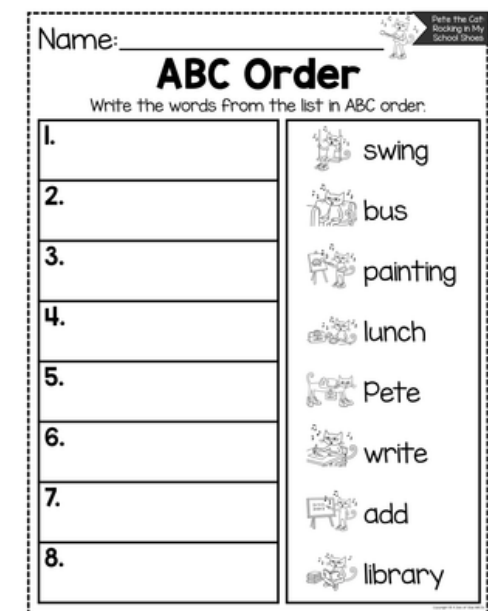 Name:
Pete the Cat:
Rocking in My
School Shoes
ABC Order
Write the words from the list in ABC order.
1.
2.
3.
4.
5.
6.
7.
8.
swing
bus
painting
lunch
Pete
write
add
library